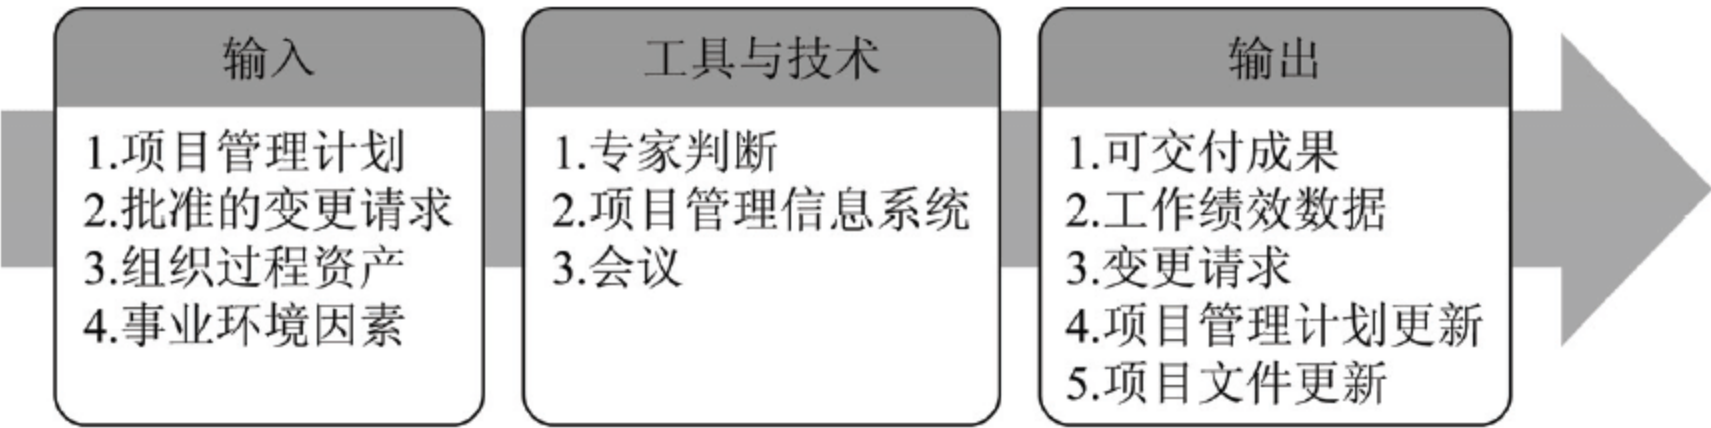 输入
1.项目管理计划
2.批准的变更请求
3.组织过程资产
4.事业环境因素
工具与技术
1.专家判断
2.项目管理信息系统
3.会议
输出
1.可交付成果
2.工作绩效数据
3.变更请求
4.项目管理计划更新
5.项目文件更新